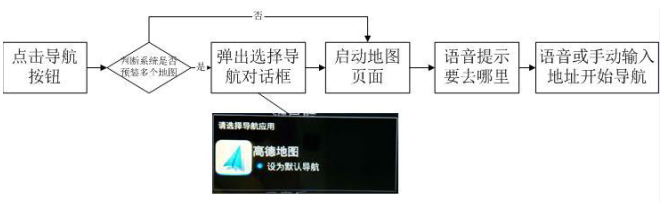 否
点击导航
按钮
判断系统是否
预装多个地图
是
弹出选择导
航对话框
启动地图
页面
语音提示
要去哪里
语音或手动输入
地址开始导航
请选择导航应用
高德地图
设为默认导航